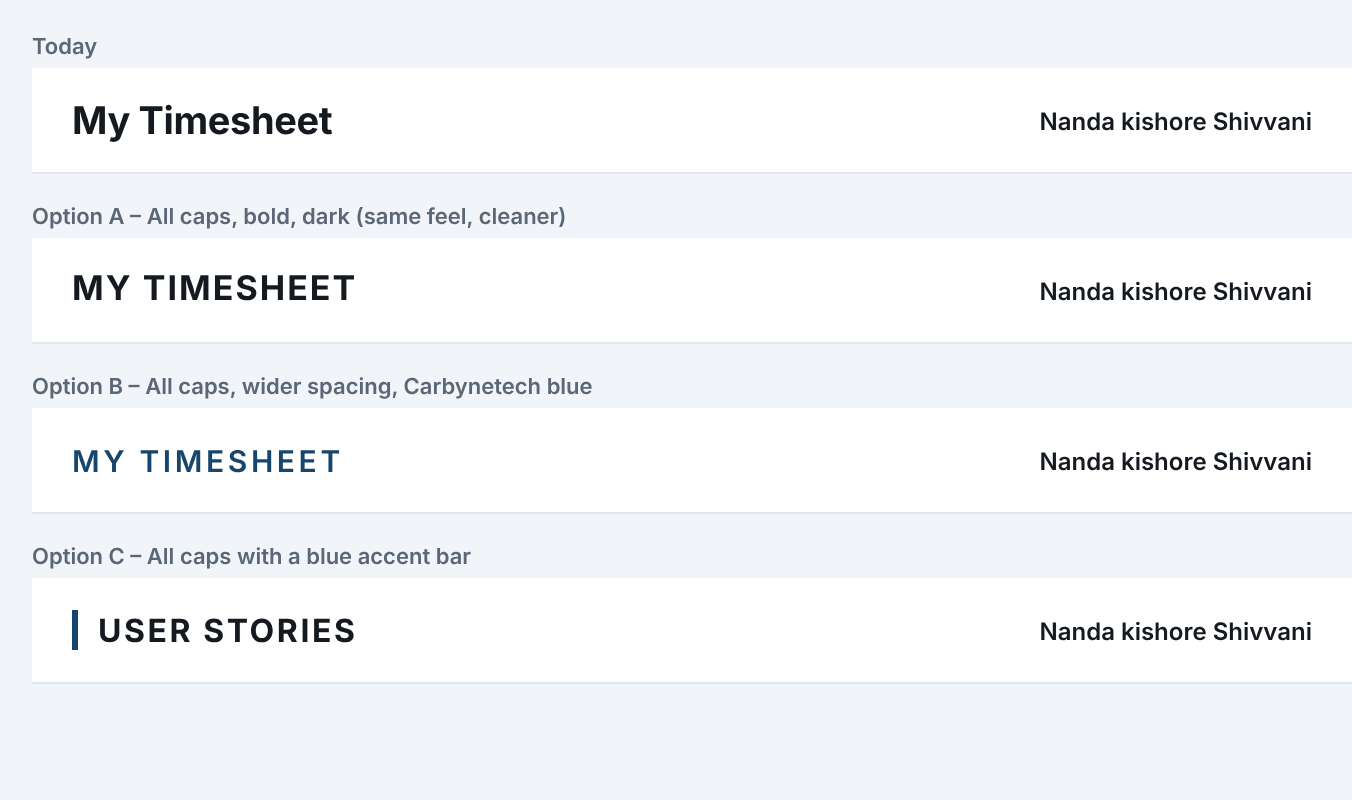 Today
My Timesheet
Nanda kishore Shivvani
Option A – All caps, bold, dark (same feel, cleaner)
MY TIMESHEET
Nanda kishore Shivvani
Option B – All caps, wider spacing, Carbynetech blue
MY TIMESHEET
Nanda kishore Shivvani
Option C – All caps with a blue accent bar
USER STORIES
Nanda kishore Shivvani